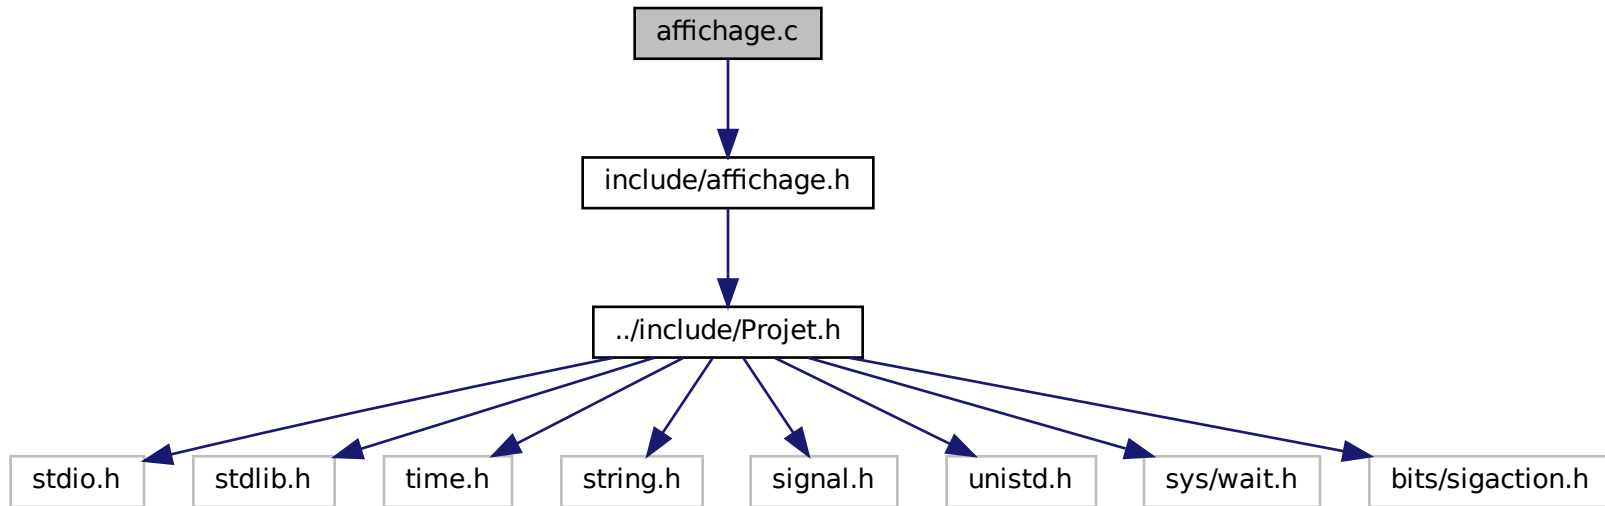 affichage.c
include/affichage.h
../include/Projet.h
stdio.h
stdlib.h
time.h
string.h
signal.h
unistd.h
sys/wait.h
bits/sigaction.h